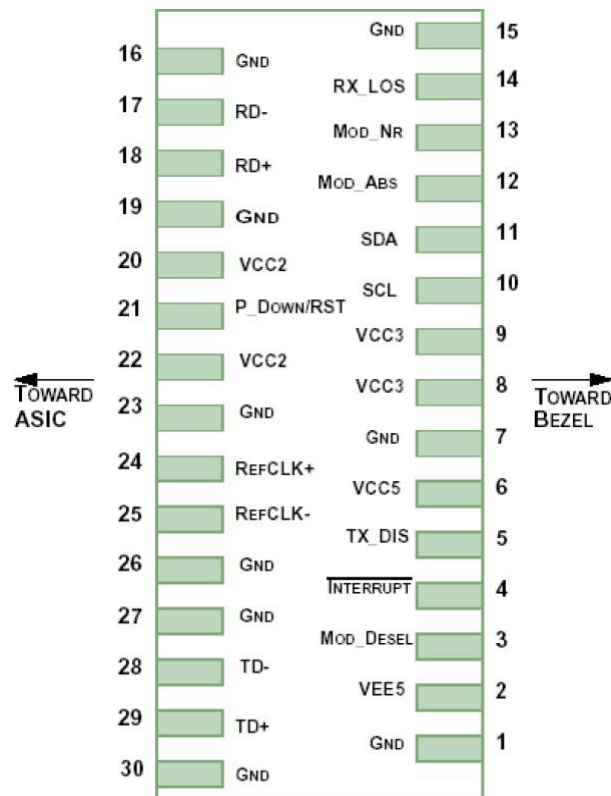 GND 15
16 GND
RX_LOS 14
17 RD-
MOD_NR 13
18 RD+
MOD_ABS 12
19 GND
SDA 11
20 VCC2
SCL 10
21 P_DOWN/RST
VCC3 9
22 VCC2
VCC3 8
TOWARD
ASIC
TOWARD
BEZEL
23 GND
GND 7
24 REFCLK+
VCC5 6
25 REFCLK-
TX_DIS 5
26 GND
INTERRUPT 4
27 GND
MOD_DESEL 3
28 TD-
VEE5 2
29 TD+
GND 1
30 GND